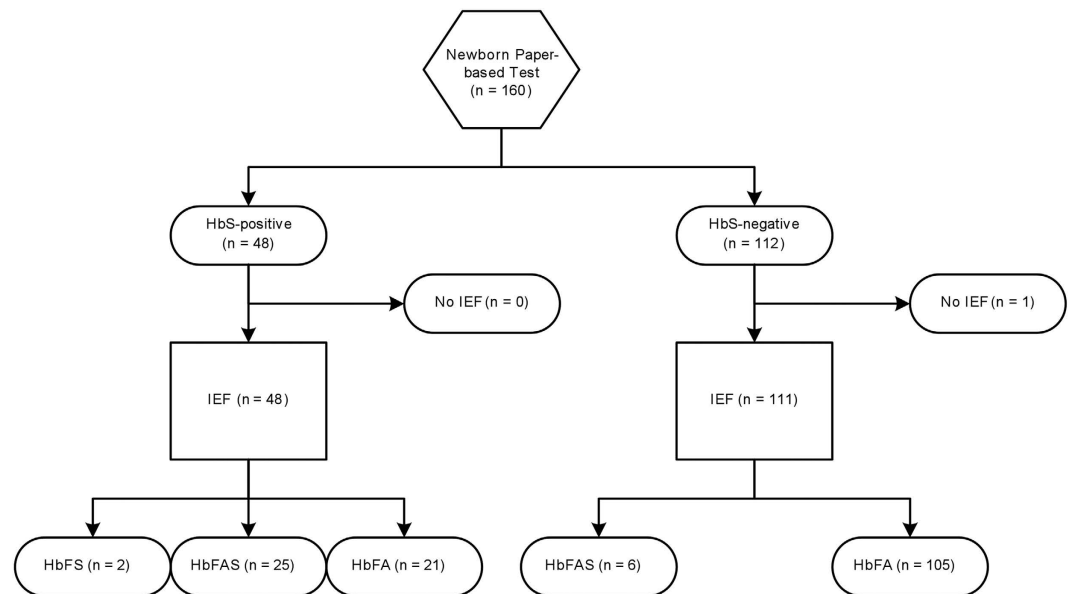 Newborn Paper-
based Test
(n = 160)
HbS-positive
(n = 48)
HbS-negative
(n = 112)
No IEF (n = 0)
No IEF (n = 1)
IEF (n = 48)
IEF (n = 111)
HbFS (n = 2)
HbFAS (n = 25)
HbFA (n = 21)
HbFAS (n = 6)
HbFA (n = 105)